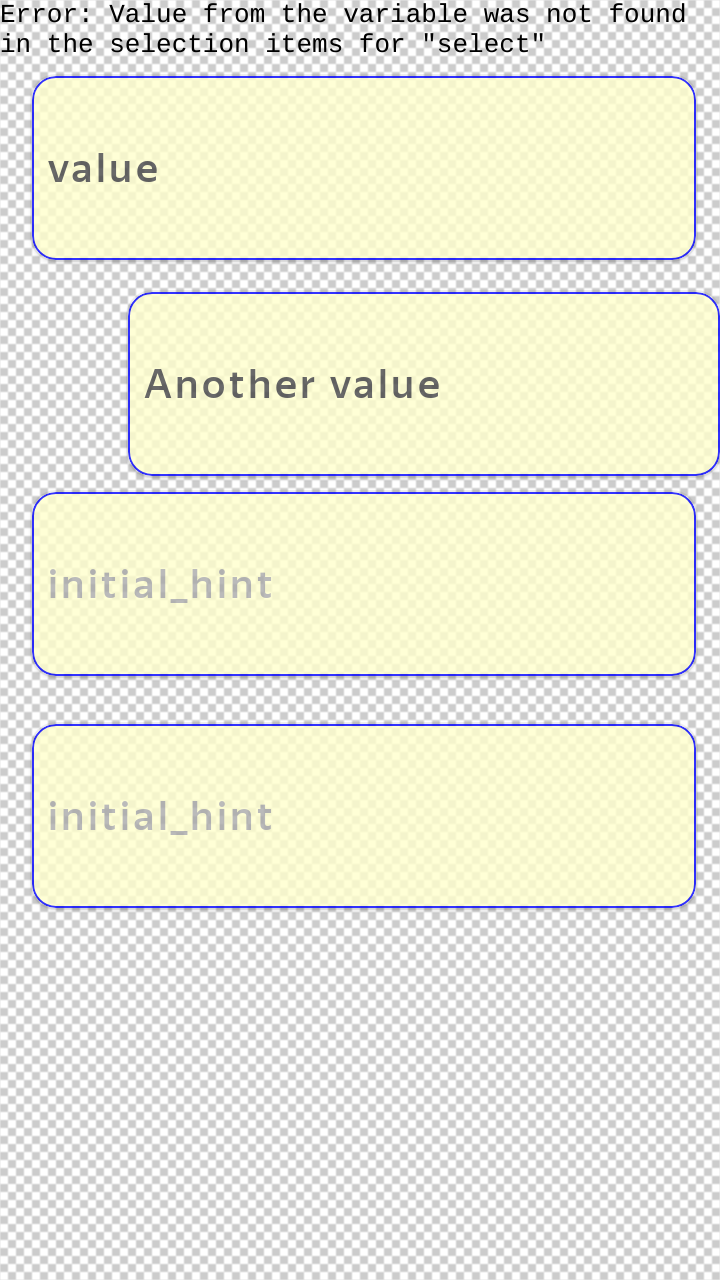 Error: Value from the variable was not found
in the selection items for "select"
value
Another value
initial_hint
initial_hint